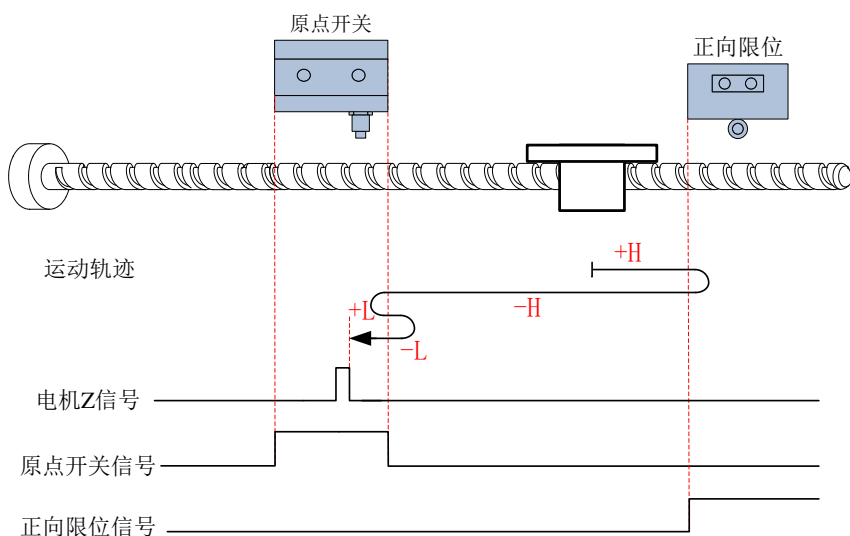 原点开关
正向限位
运动轨迹
+H
-H
+L
-L
电机Z信号
原点开关信号
正向限位信号